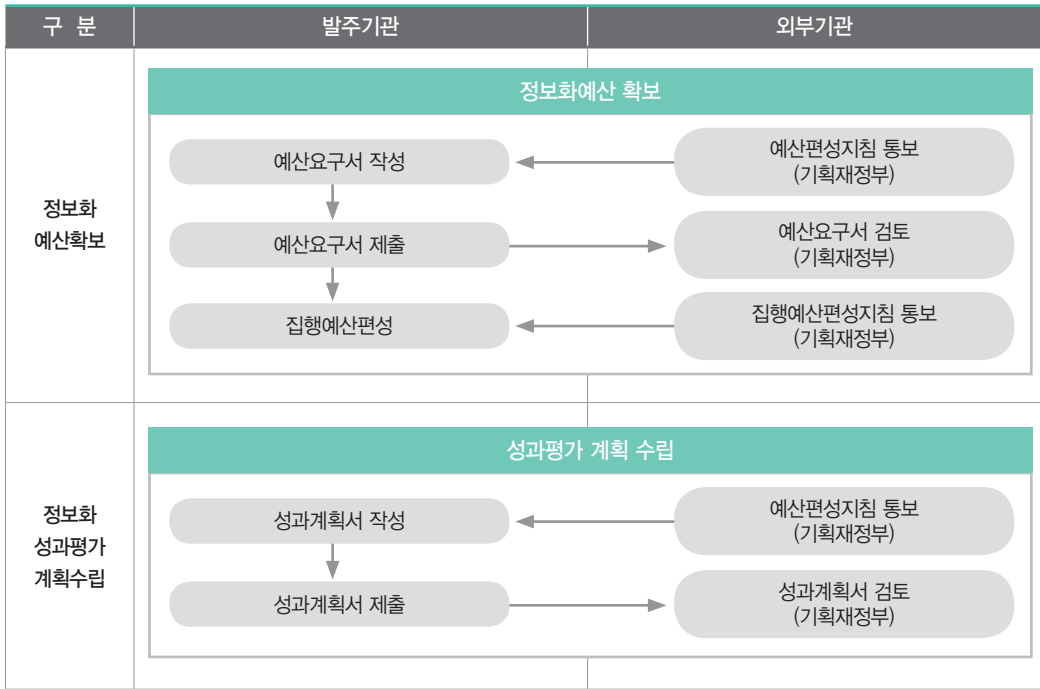 구 분 발주기관 외부기관
정보화
예산확보
정보화예산 확보
예산요구서 작성
예산편성지침 통보
(기획재정부)
예산요구서 제출
예산요구서 검토
(기획재정부)
집행예산편성
집행예산편성지침 통보
(기획재정부)
정보화
성과평가
계획수립
성과평가 계획 수립
성과계획서 작성
예산편성지침 통보
(기획재정부)
성과계획서 제출
성과계획서 검토
(기획재정부)